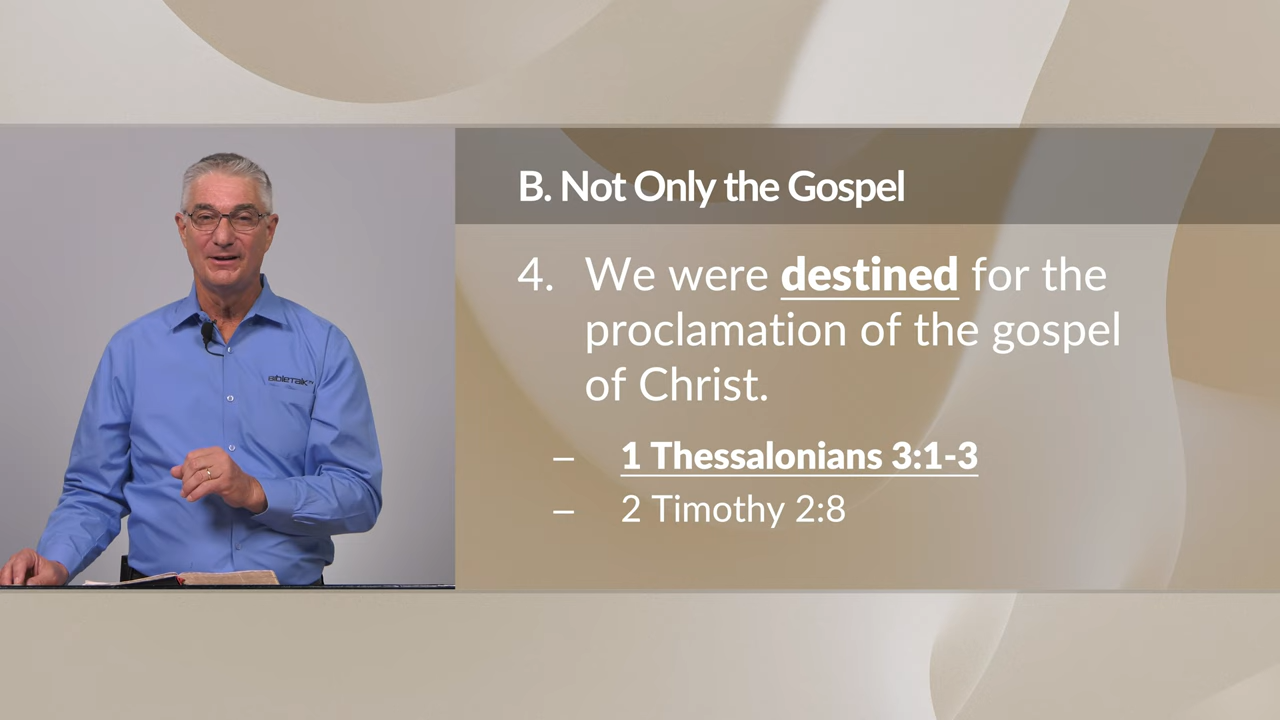 B. Not Only the Gospel
4. We were destined for the
proclamation of the gospel
of Christ.
– 1 Thessalonians 3:1-3
– 2 Timothy 2:8
BibleTalk